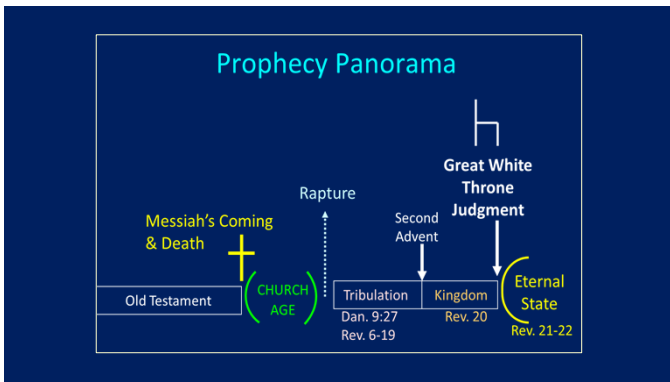 Prophecy Panorama
Great White
Throne
Judgment
Rapture
Messiah's Coming
& Death
Second
Advent
Old Testament
CHURCH
AGE
Tribulation
Kingdom
Eternal
State
Dan. 9:27
Rev. 6-19
Rev. 20
Rev. 21-22